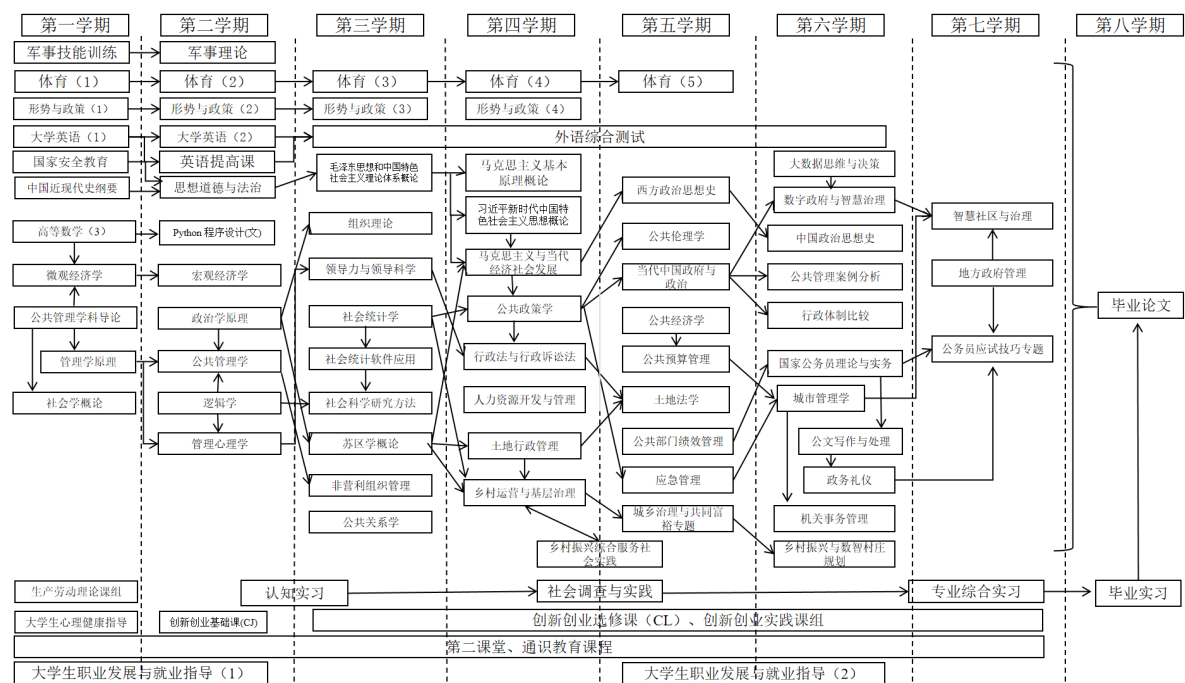 第一学期
第二学期
第三学期
第四学期
第五学期
第六学期
第七学期
第八学期
军事技能训练
军事理论
体育（1）
体育（2）
体育（3）
体育（4）
体育（5）
形势与政策（1）
形势与政策（2）
形势与政策（3）
形势与政策（4）
大学英语（1）
大学英语（2）
外语综合测试
国家安全教育
英语提高课
中国近现代史纲要
思想道德与法治
毛泽东思想和中国特色
社会主义理论体系概论
马克思主义基本
原理概论
大数据思维与决策
西方政治思想史
数字政府与智慧治理
习近平新时代中国特
色社会主义思想概论
智慧社区与治理
高等数学（3）
Python 程序设计(文)
组织理论
公共伦理学
中国政治思想史
微观经济学
宏观经济学
领导力与领导科学
马克思主义与当代
经济社会发展
当代中国政府与
政治
公共管理案例分析
地方政府管理
公共管理学科导论
政治学原理
社会统计学
公共政策学
公共经济学
行政体制比较
毕业论文
管理学原理
公共管理学
社会统计软件应用
行政法与行政诉讼法
公共预算管理
国家公务员理论与实务
公务员应试技巧专题
社会学概论
逻辑学
社会科学研究方法
人力资源开发与管理
土地法学
城市管理学
管理心理学
苏区学概论
土地行政管理
公共部门绩效管理
公文写作与处理
非营利组织管理
乡村运营与基层治理
应急管理
政务礼仪
公共关系学
城乡治理与共同富
裕专题
机关事务管理
乡村振兴综合服务社
会实践
乡村振兴与数智村庄
规划
生产劳动理论课组
认知实习
社会调查与实践
专业综合实习
毕业实习
大学生心理健康指导
创新创业基础课(CJ)
创新创业选修课（CL）、创新创业实践课组
第二课堂、通识教育课程
大学生职业发展与就业指导（1）
大学生职业发展与就业指导（2）